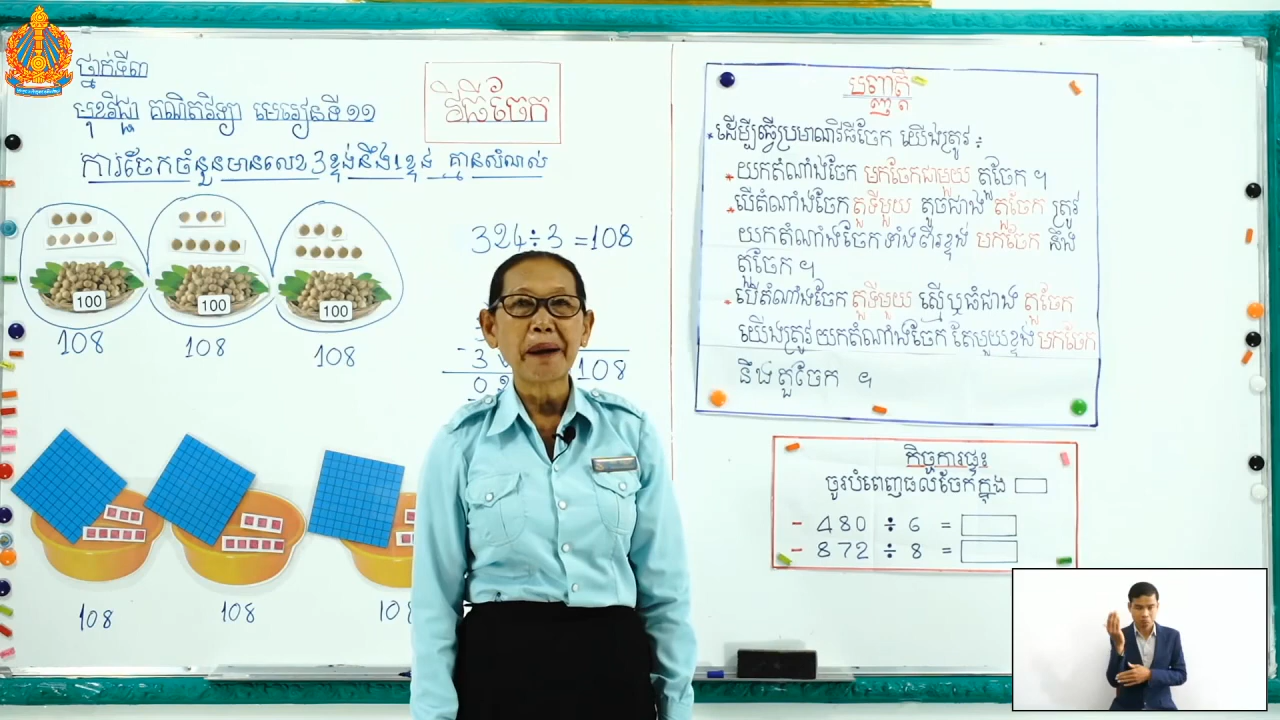 ថ្នាក់ទី៣
មុខវិជ្ជា គណិតវិទ្យា មេរៀនទី ១១
វិធីចែក
ការចែកចំនួនមានលេខ 3 ខ្ទង់នឹង 1 ខ្ទង់ គ្មានសំណល់
324 ÷ 3 = 108
100
100
100
108
108
108
- 3
108
0
108
108
បញ្ញត្តិ
ដើម្បីធ្វើប្រមាណវិធីចែក យើងត្រូវ :
យកតំណាំងចែក មកចែកជាមួយ តួចែក ។
បើតំណាំងចែក តួទីមួយ តូចជាង តួចែក ត្រូវ
យកតំណាំងចែក ទាំងពីរខ្ទង់ មកចែក នឹង
តួចែក ។
បើតំណាំងចែក តួទីមួយ ស្មើឬធំជាង តួចែក
យើងត្រូវយកតំណាំងចែក តែមួយខ្ទង់ មកចែក
នឹងតួចែក ។
កិច្ចការផ្ទះ
ចូរបំពេញផលចែកក្នុង
- 480 ÷ 6 =
- 872 ÷ 8 =